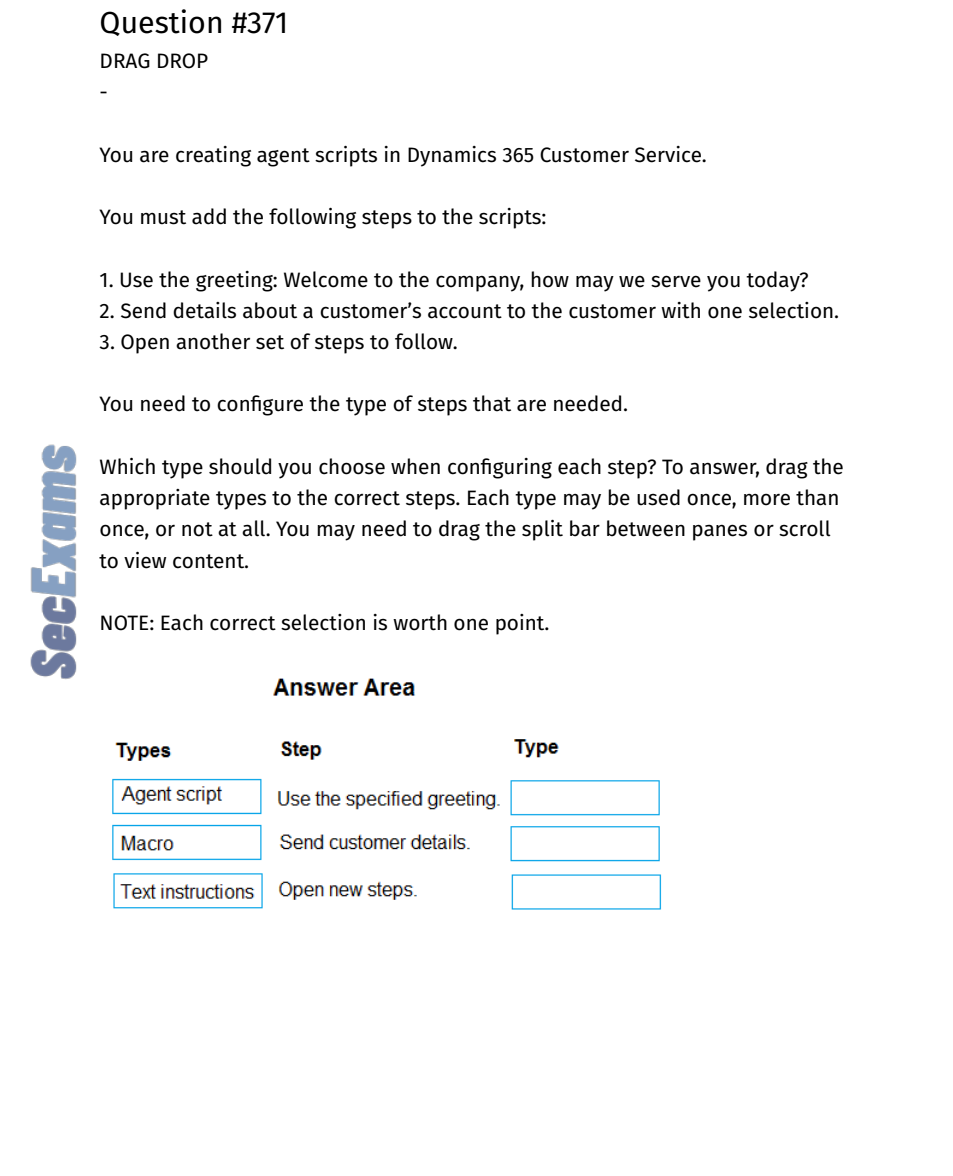 Question #371
DRAG DROP
-
You are creating agent scripts in Dynamics 365 Customer Service.
You must add the following steps to the scripts:
1. Use the greeting: Welcome to the company, how may we serve you today?
2. Send details about a customer’s account to the customer with one selection.
3. Open another set of steps to follow.
You need to configure the type of steps that are needed.
Which type should you choose when configuring each step? To answer, drag the
appropriate types to the correct steps. Each type may be used once, more than
once, or not at all. You may need to drag the split bar between panes or scroll
to view content.
NOTE: Each correct selection is worth one point.
SecExams
Answer Area
Types Step Type
Agent script Use the specified greeting.
Macro Send customer details.
Text instructions Open new steps.